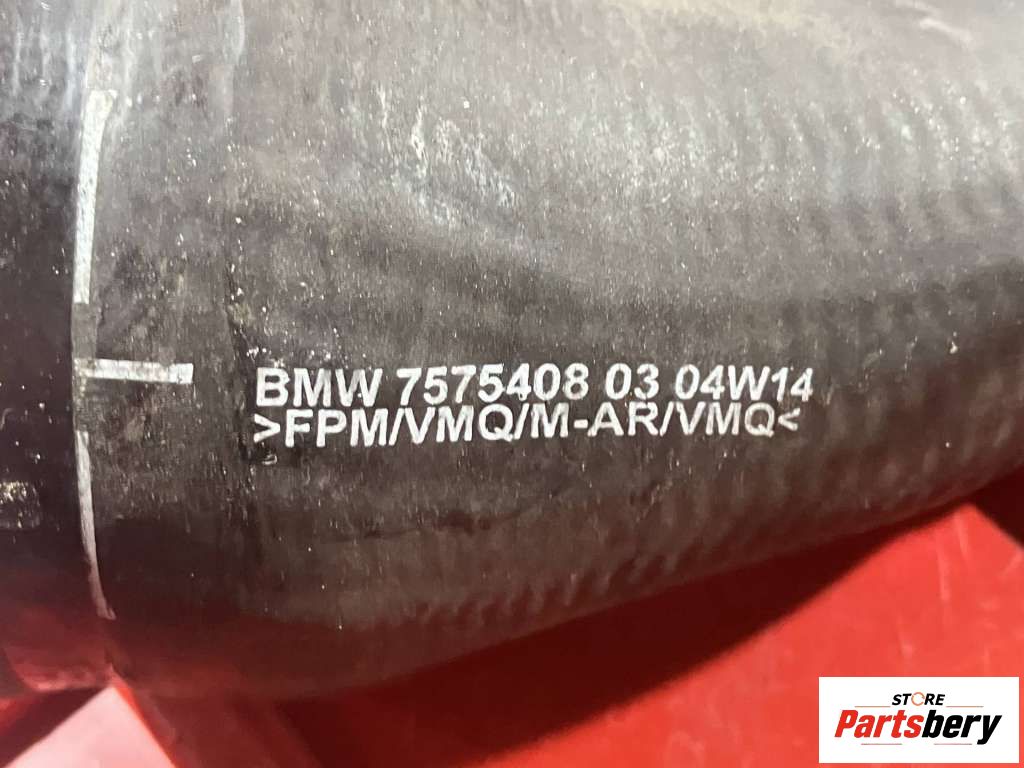 BMW 7575408 03 04W14
>FPM/VMQ/M-AR/VMQ<
STORE
Partsbery